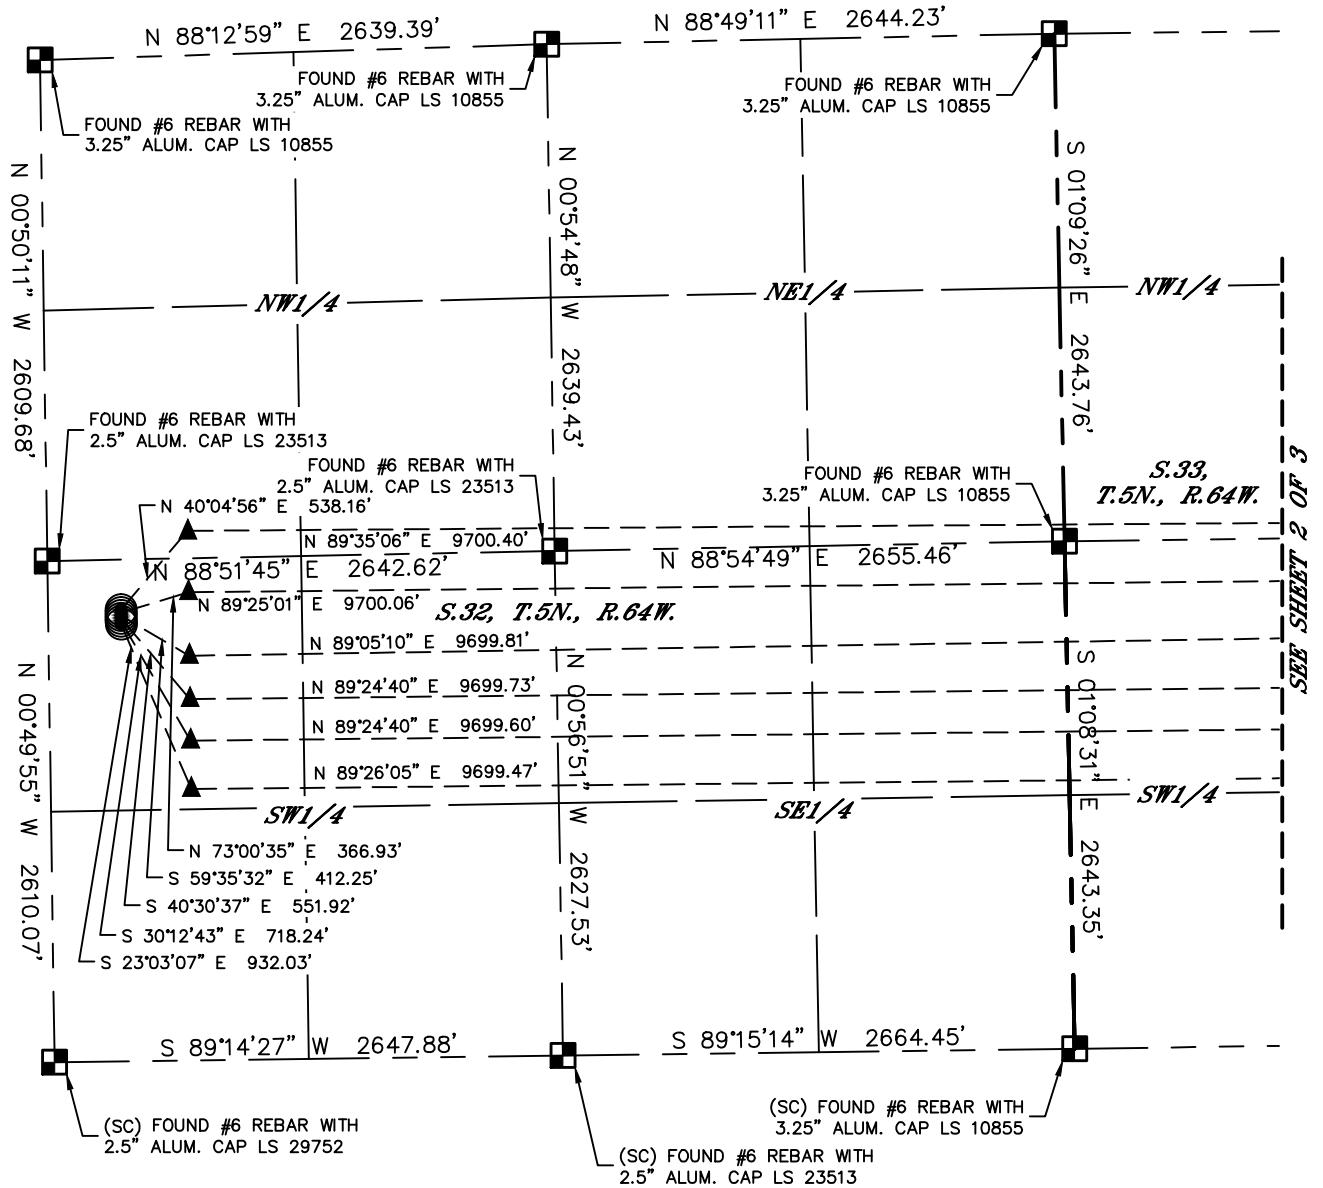 N 88°12'59" E 2639.39'
N 88°49'11" E 2644.23'
FOUND #6 REBAR WITH
3.25" ALUM. CAP LS 10855
FOUND #6 REBAR WITH
3.25" ALUM. CAP LS 10855
FOUND #6 REBAR WITH
3.25" ALUM. CAP LS 10855
N 00°50'11" W 2609.68'
N 00°54'48" W 2639.43'
S 01°09'26" E 2643.76'
NW1/4
NE1/4
NW1/4
FOUND #6 REBAR WITH
2.5" ALUM. CAP LS 23513
FOUND #6 REBAR WITH
2.5" ALUM. CAP LS 23513
FOUND #6 REBAR WITH
3.25" ALUM. CAP LS 10855
S.33,
T.5N., R.64W.
SEE SHEET 2 OF 3
N 40°04'56" E 538.16'
N 89°35'06" E 9700.40'
N 88°51'45" E 2642.62'
N 88°54'49" E 2655.46'
N 89°25'01" E 9700.06'
S.32, T.5N., R.64W.
N 89°05'10" E 9699.81'
N 89°24'40" E 9699.73'
N 89°24'40" E 9699.60'
N 89°26'05" E 9699.47'
N 00°49'55" W 2610.07'
N 00°56'51" W 2627.53'
S 01°08'31" E 2643.35'
SW1/4
SE1/4
SW1/4
N 73°00'35" E 366.93'
S 59°35'32" E 412.25'
S 40°30'37" E 551.92'
S 30°12'43" E 718.24'
S 23°03'07" E 932.03'
S 89°14'27" W 2647.88'
S 89°15'14" W 2664.45'
(SC) FOUND #6 REBAR WITH
2.5" ALUM. CAP LS 29752
(SC) FOUND #6 REBAR WITH
3.25" ALUM. CAP LS 10855
(SC) FOUND #6 REBAR WITH
2.5" ALUM. CAP LS 23513